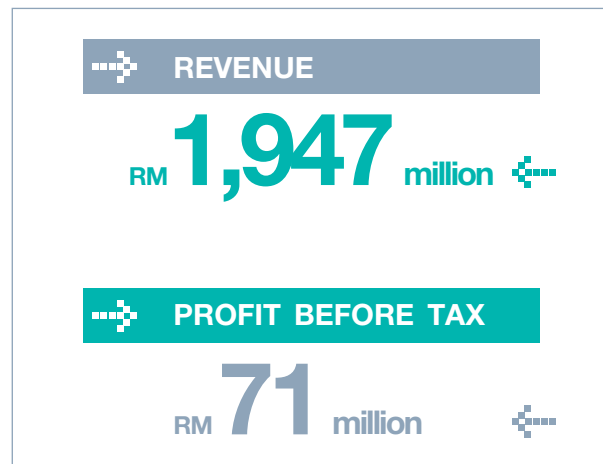 REVENUE
RM 1,947 million
PROFIT BEFORE TAX
RM 71 million